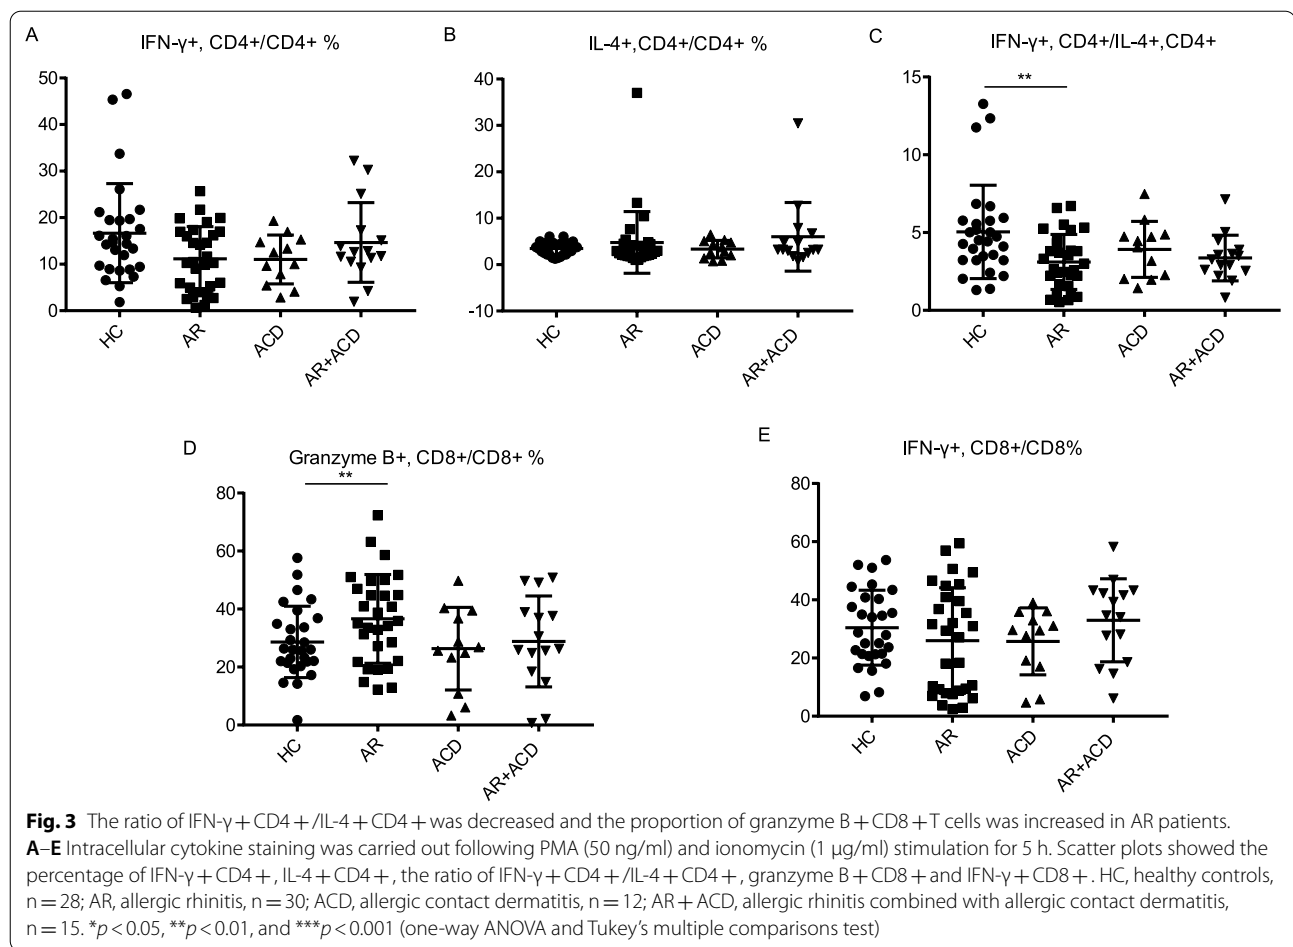 A
IFN-γ+, CD4+/CD4+ %
50
40
30
20
10
0
HC
AR
ACD
AR+ACD
B
IL-4+,CD4+/CD4+ %
40
30
20
10
0
-10
HC
AR
ACD
AR+ACD
C
IFN-γ+, CD4+/IL-4+,CD4+
**
15
10
5
0
HC
AR
ACD
AR+ACD
D
Granzyme B+, CD8+/CD8+ %
**
80
60
40
20
0
HC
AR
ACD
AR+ACD
E
IFN-γ+, CD8+/CD8%
80
60
40
20
0
HC
AR
ACD
AR+ACD
Fig. 3 The ratio of IFN-γ+CD4+/IL-4+CD4+ was decreased and the proportion of granzyme B+CD8+T cells was increased in AR patients.
A–E Intracellular cytokine staining was carried out following PMA (50 ng/ml) and ionomycin (1 μg/ml) stimulation for 5 h. Scatter plots showed the
percentage of IFN-γ+CD4+, IL-4+CD4+, the ratio of IFN-γ+CD4+/IL-4+CD4+, granzyme B+CD8+ and IFN-γ+CD8+. HC, healthy controls,
n=28; AR, allergic rhinitis, n=30; ACD, allergic contact dermatitis, n=12; AR+ACD, allergic rhinitis combined with allergic contact dermatitis,
n=15. *p<0.05, **p<0.01, and ***p<0.001 (one-way ANOVA and Tukey's multiple comparisons test)